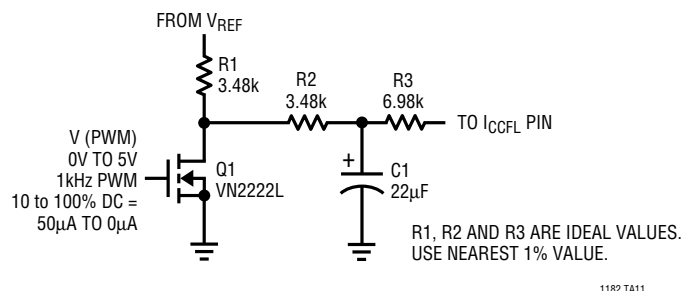 FROM VREF
R1
3.48k
R2
3.48k
R3
6.98k
TO ICCFL PIN
V (PWM)
0V TO 5V
1kHz PWM
10 to 100% DC =
50µA TO 0µA
Q1
VN2222L
+
C1
22µF
R1, R2 AND R3 ARE IDEAL VALUES.
USE NEAREST 1% VALUE.
1182 TA11